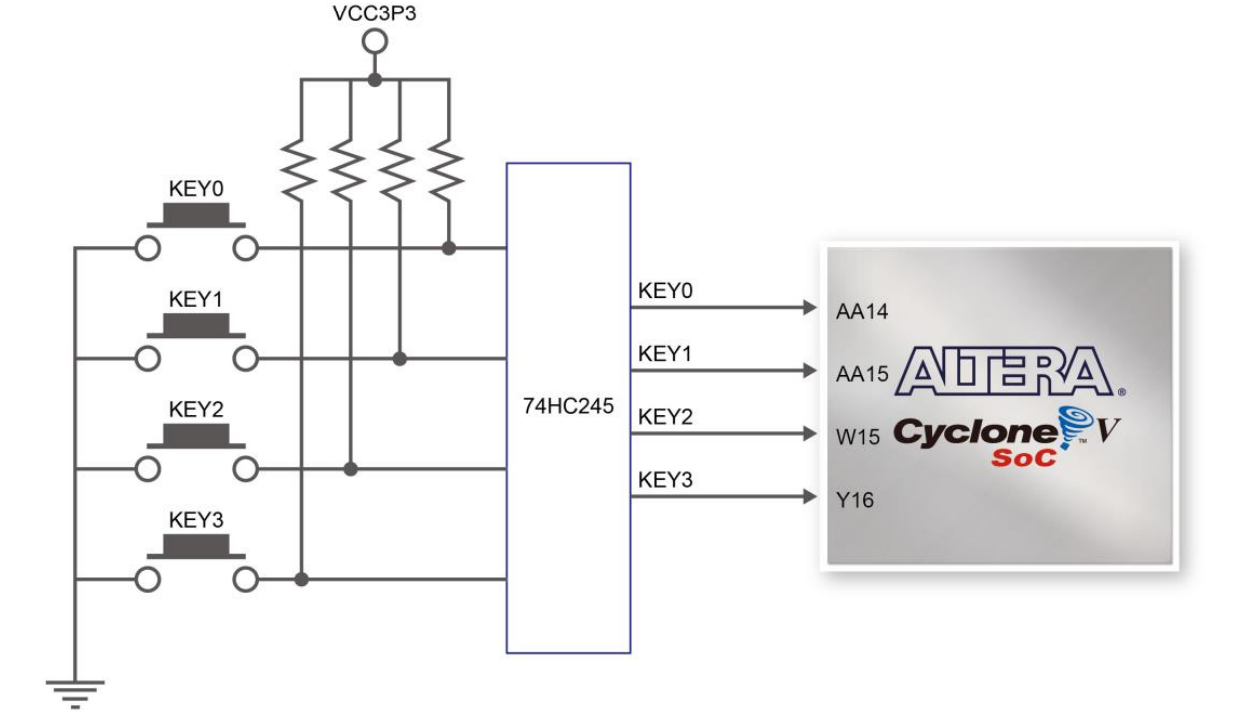 VCC3P3
KEY0
KEY1
KEY2
KEY3
74HC245
KEY0
KEY1
KEY2
KEY3
AA14
AA15
W15
Y16
ALTERA®
Cyclone™ V
SoC